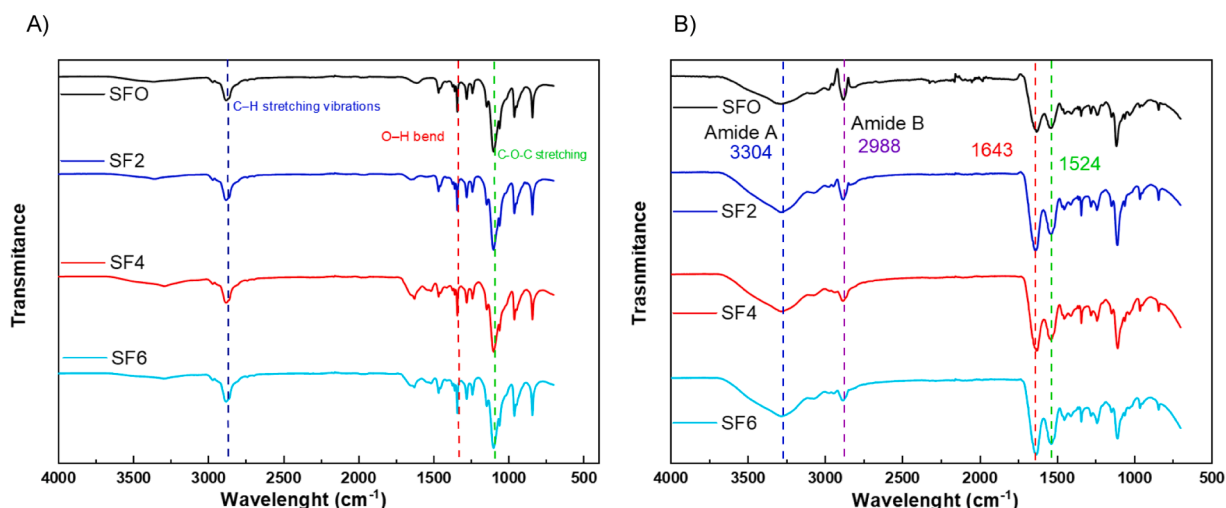 A)
SFO
C–H stretching vibrations
O–H bend
C-O-C stretching
SF2
SF4
SF6
Transmitance
4000 3500 3000 2500 2000 1500 1000 500
Wavelenght (cm-1)
B)
SFO
Amide A
3304
Amide B
2988
1643
1524
SF2
SF4
SF6
Trasnmitance
4000 3500 3000 2500 2000 1500 1000 500
Wavelenght (cm-1)